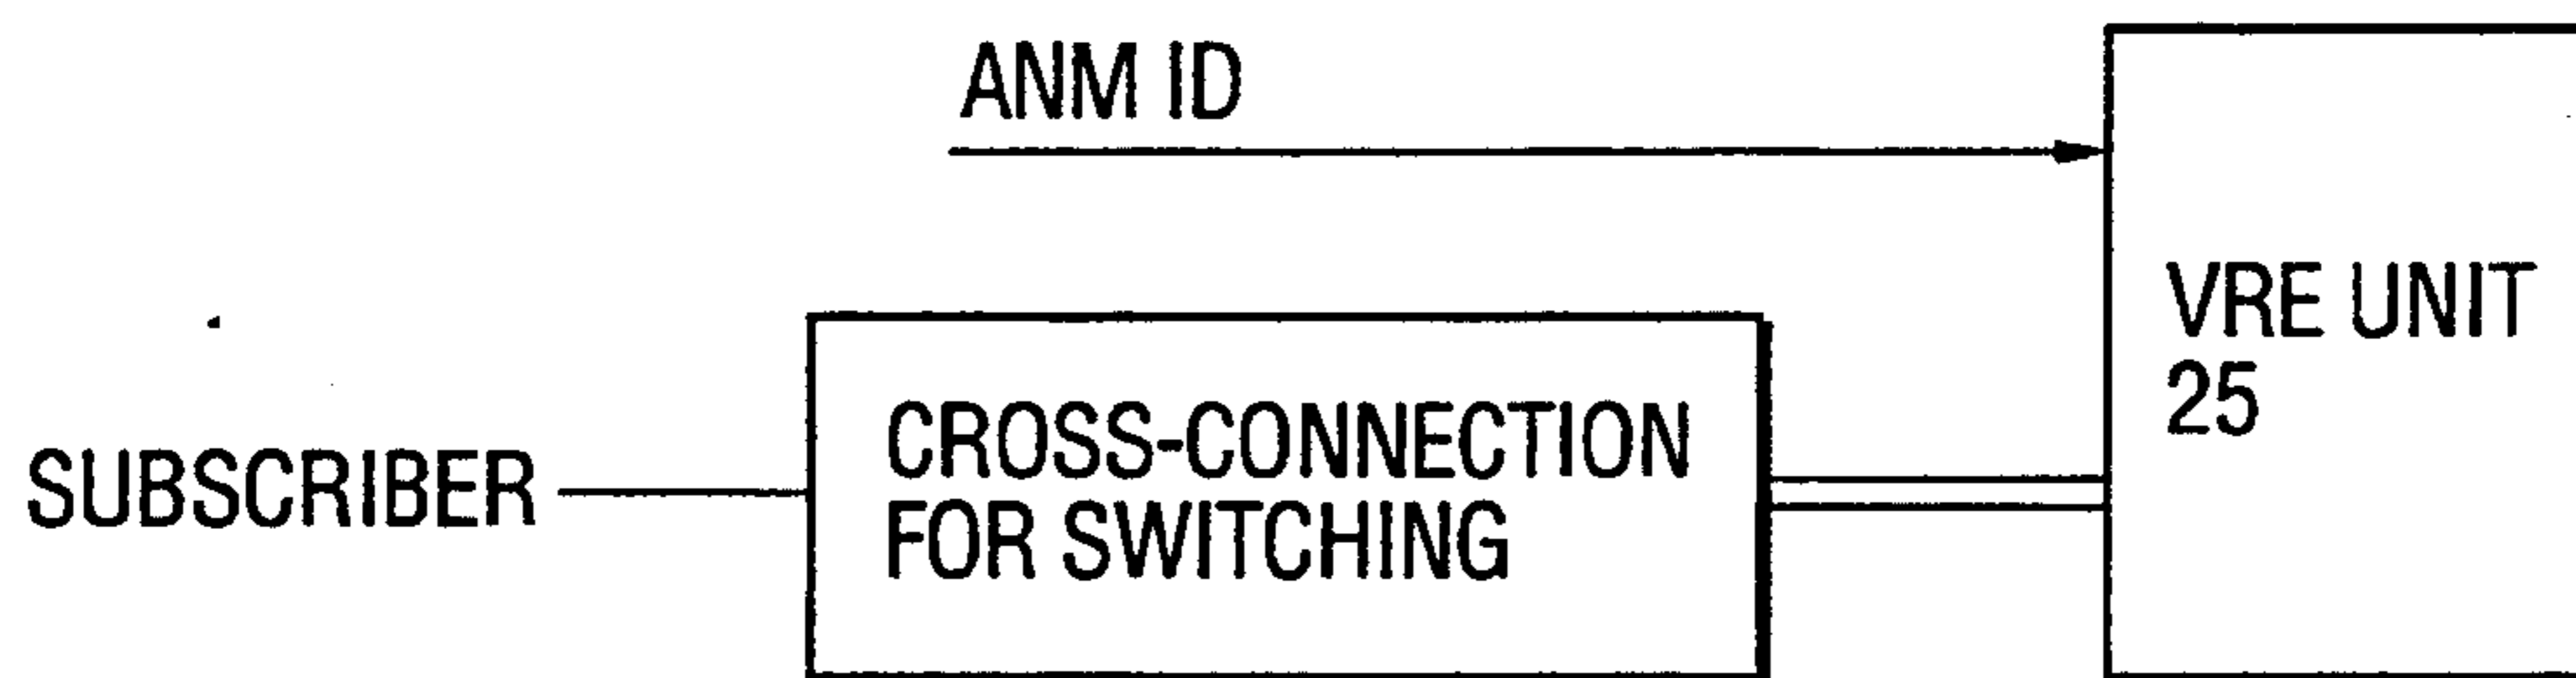 ANM ID
VRE UNIT
25
SUBSCRIBER
CROSS-CONNECTION
FOR SWITCHING